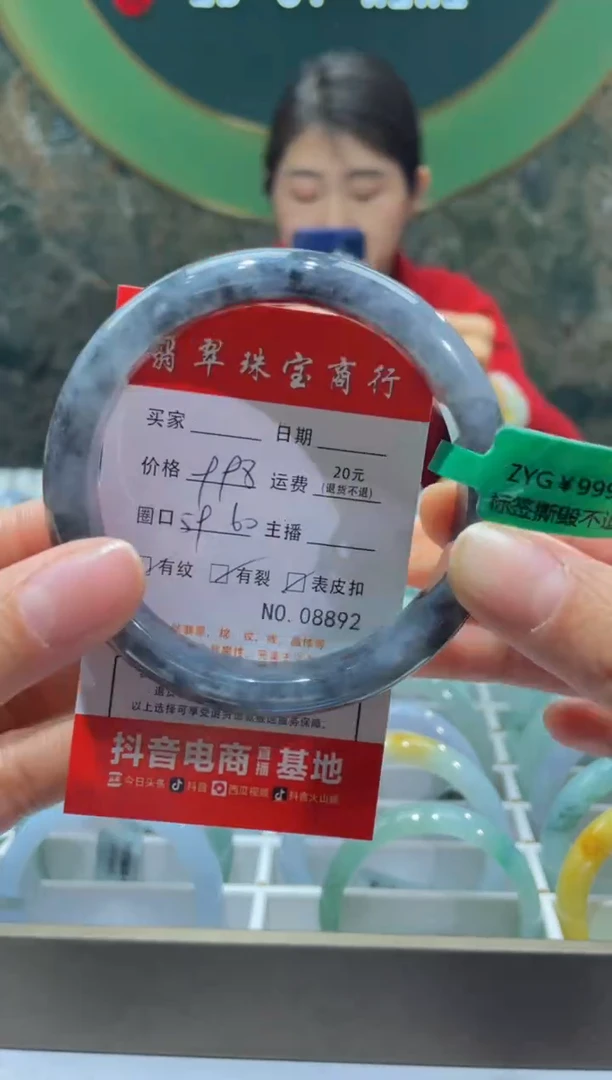 翡翠珠宝商行
买家 日期
价格 998 运费 20元 (退货不退)
圈口 59 60 主播
有纹 有裂 表皮扣
NO. 08892
以上选择可享受
抖音电商直播基地
今日头条 抖音 西瓜视频 抖音火山版
ZYG￥999
标签撕毁不退